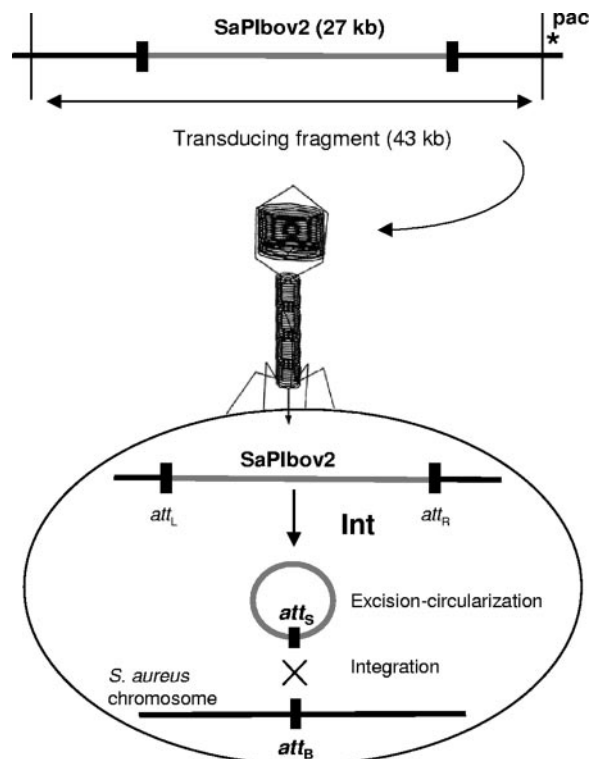 pac
SaPIbov2 (27 kb)
*
Transducing fragment (43 kb)
SaPIbov2
attL
attR
Int
attS
Excision-circularization
Integration
S. aureus
chromosome
attB